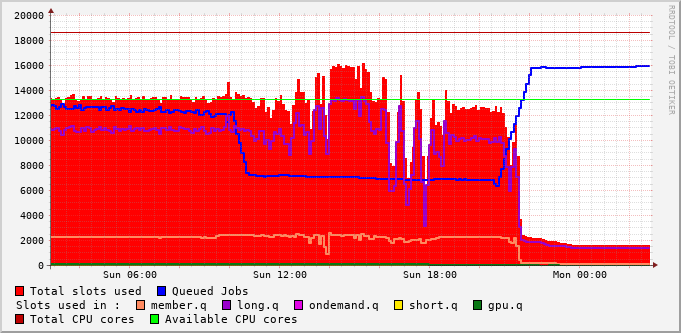 RRDTOOL / TOBI OETIKER
20000
18000
16000
14000
12000
10000
8000
6000
4000
2000
0
Sun 06:00 Sun 12:00 Sun 18:00 Mon 00:00
Total slots used Queued Jobs
Slots used in : member.q long.q ondemand.q short.q gpu.q
Total CPU cores Available CPU cores